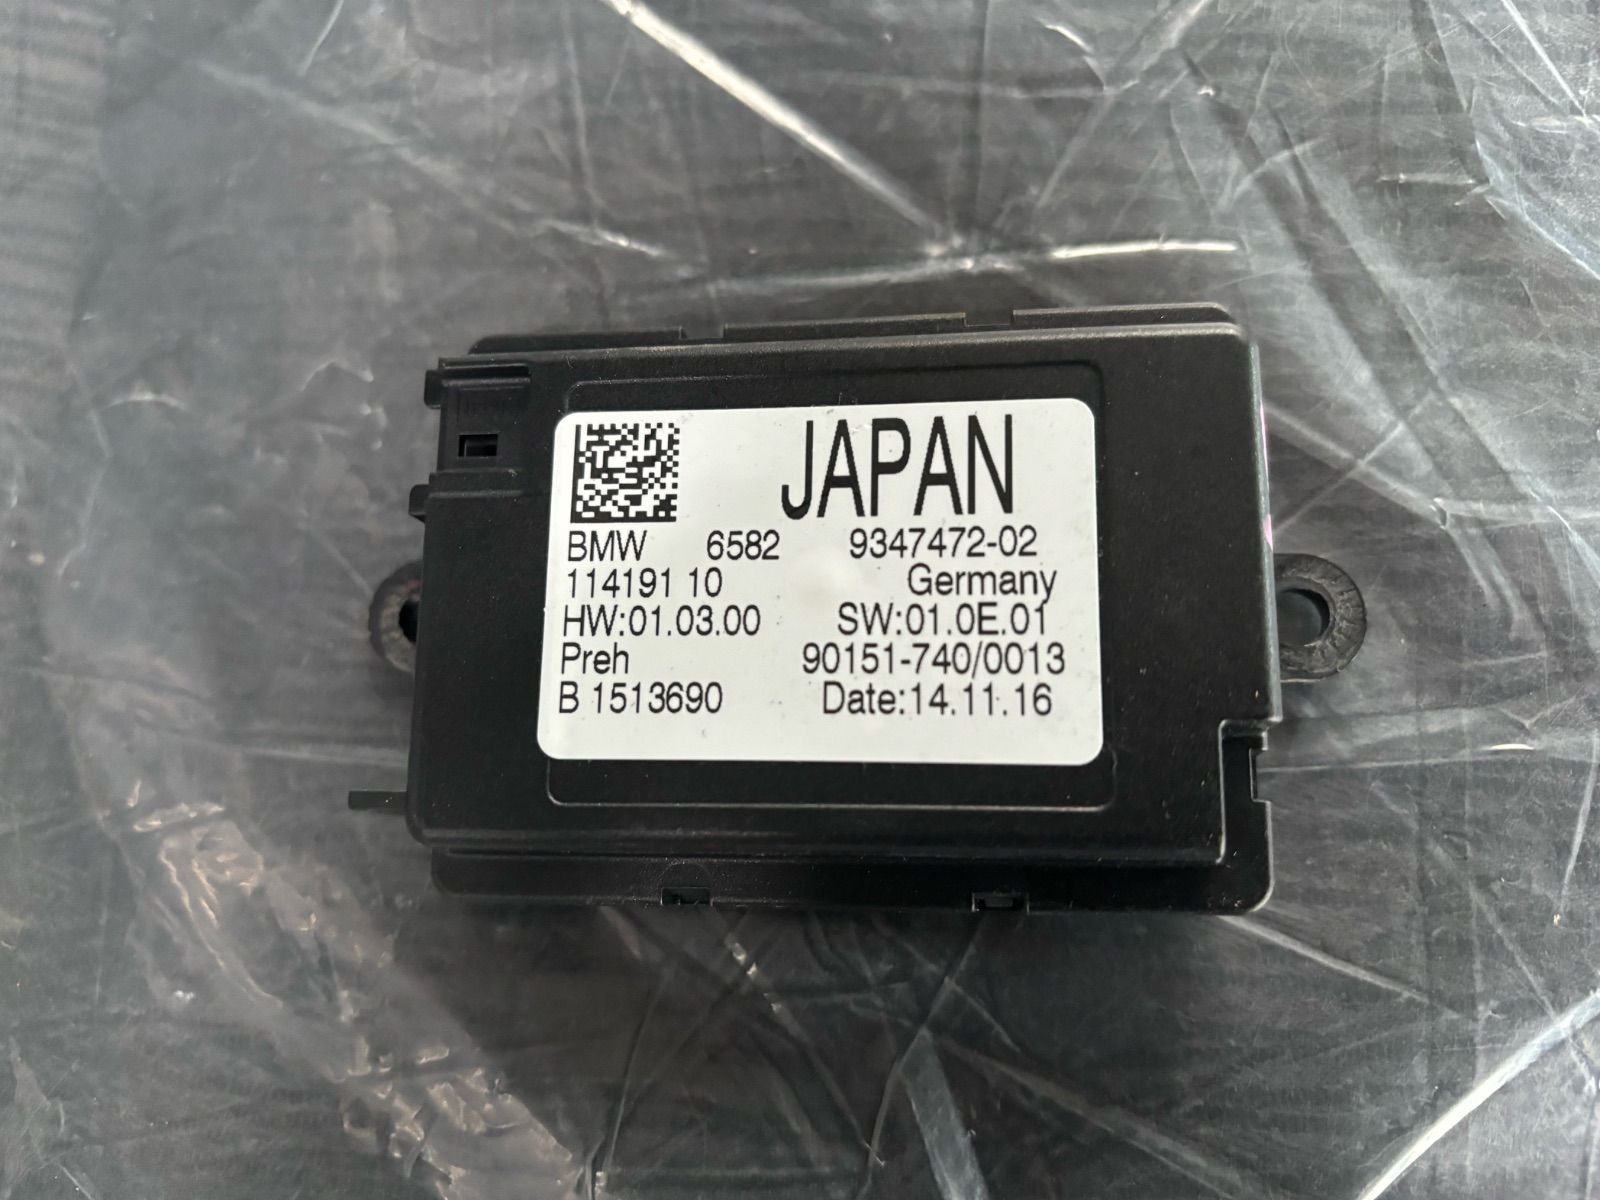 JAPAN
BMW 6582 9347472-02
114191 10 Germany
HW:01.03.00 SW:01.0E.01
Preh 90151-740/0013
B 1513690 Date:14.11.16